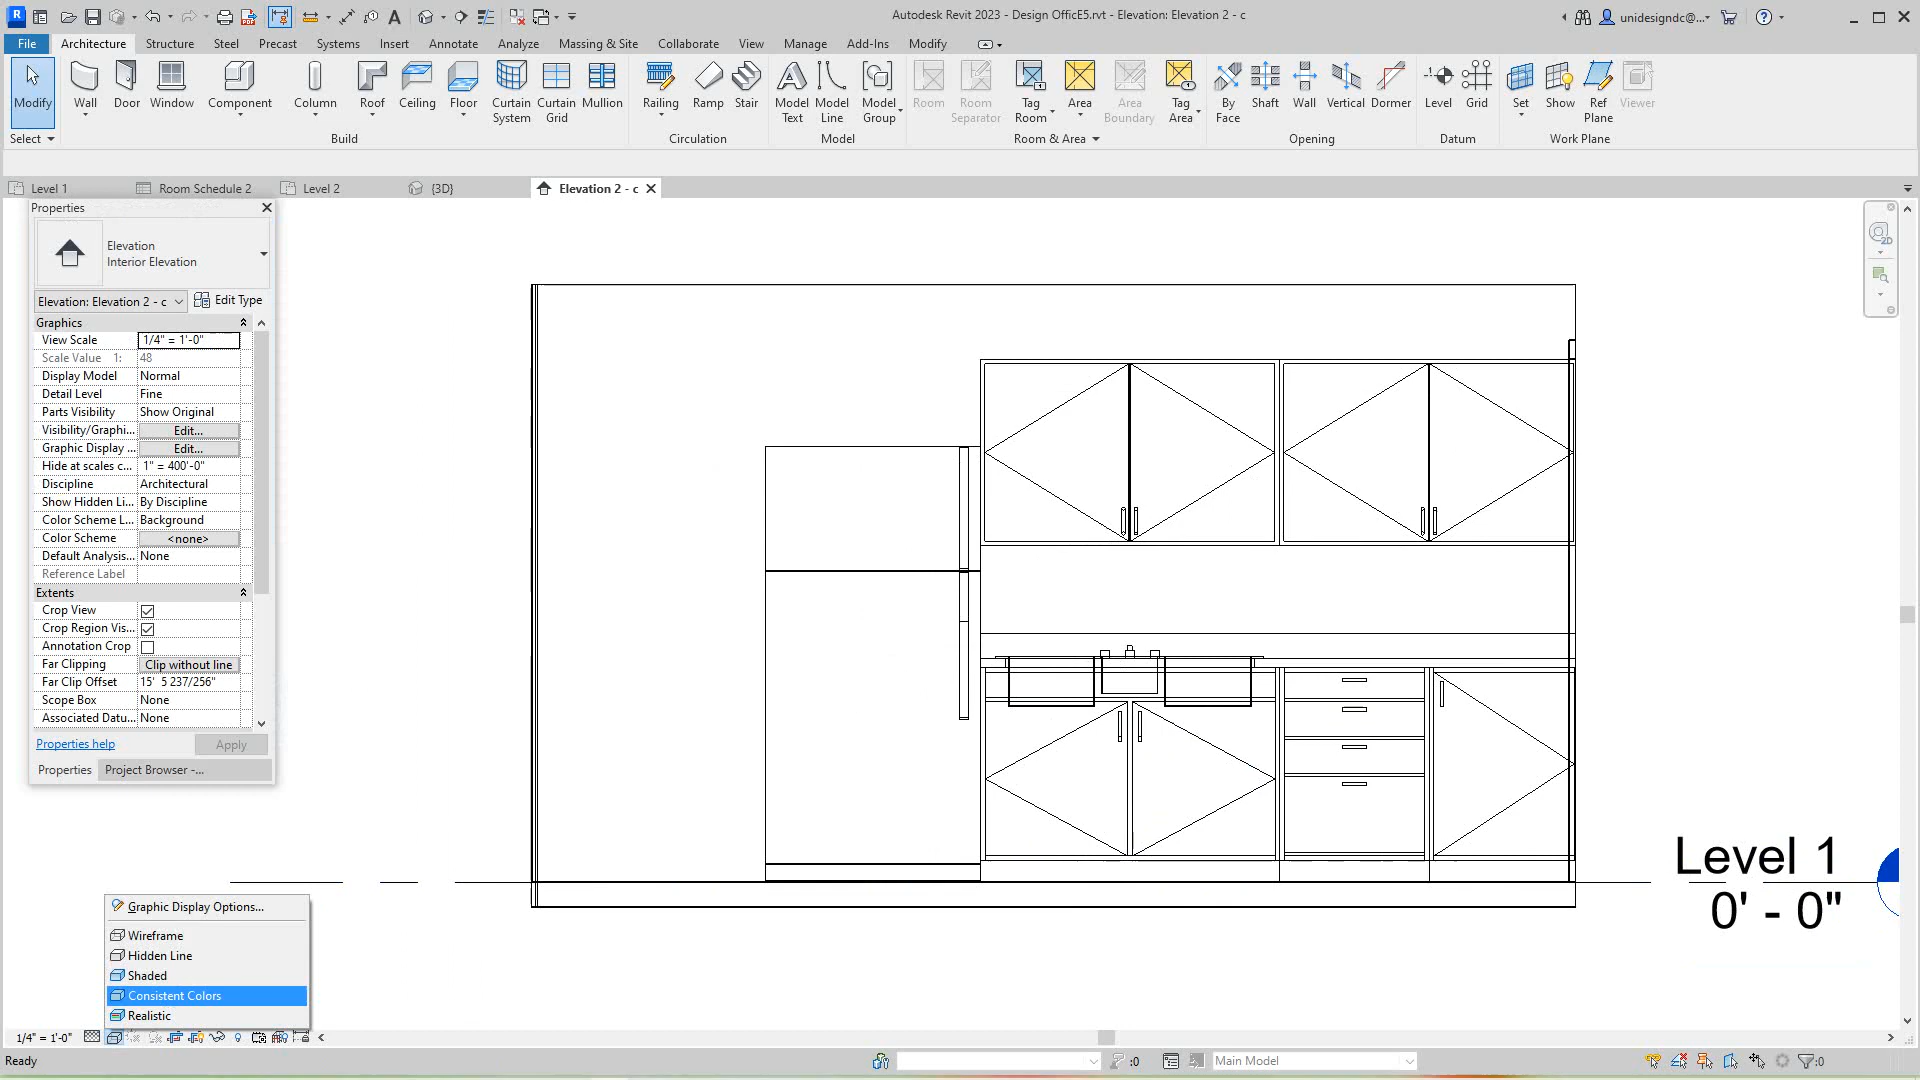 Autodesk Revit 2023 - Design OfficE5.rvt - Elevation: Elevation 2 - c
unidesigndc@...
File Architecture Structure Steel Precast Systems Insert Annotate Analyze Massing & Site Collaborate View Manage Add-Ins Modify
Modify Wall Door Window Component Column Roof Ceiling Floor Curtain System Curtain Grid Mullion Railing Ramp Stair Model Text Model Line Model Group Room Room Separator Tag Room Area Area Boundary Tag Area By Face Shaft Wall Vertical Dormer Level Grid Set Show Ref Plane Viewer
Select Build Circulation Model Room & Area Opening Datum Work Plane
Level 1 Room Schedule 2 Level 2 {3D} Elevation 2 - c
Properties
Elevation
Interior Elevation
Elevation: Elevation 2 - c Edit Type
Graphics
View Scale 1/4" = 1'-0"
Scale Value 1: 48
Display Model Normal
Detail Level Fine
Parts Visibility Show Original
Visibility/Graphi... Edit...
Graphic Display ... Edit...
Hide at scales c... 1" = 400'-0"
Discipline Architectural
Show Hidden Li... By Discipline
Color Scheme L... Background
Color Scheme <none>
Default Analysis... None
Reference Label
Extents
Crop View
Crop Region Vis...
Annotation Crop
Far Clipping Clip without line
Far Clip Offset 15' 5 237/256"
Scope Box None
Associated Datu... None
Properties help Apply
Properties Project Browser -...
2D
Level 1
0' - 0"
Graphic Display Options...
Wireframe
Hidden Line
Shaded
Consistent Colors
Realistic
1/4" = 1'-0"
Ready :0 Main Model :0